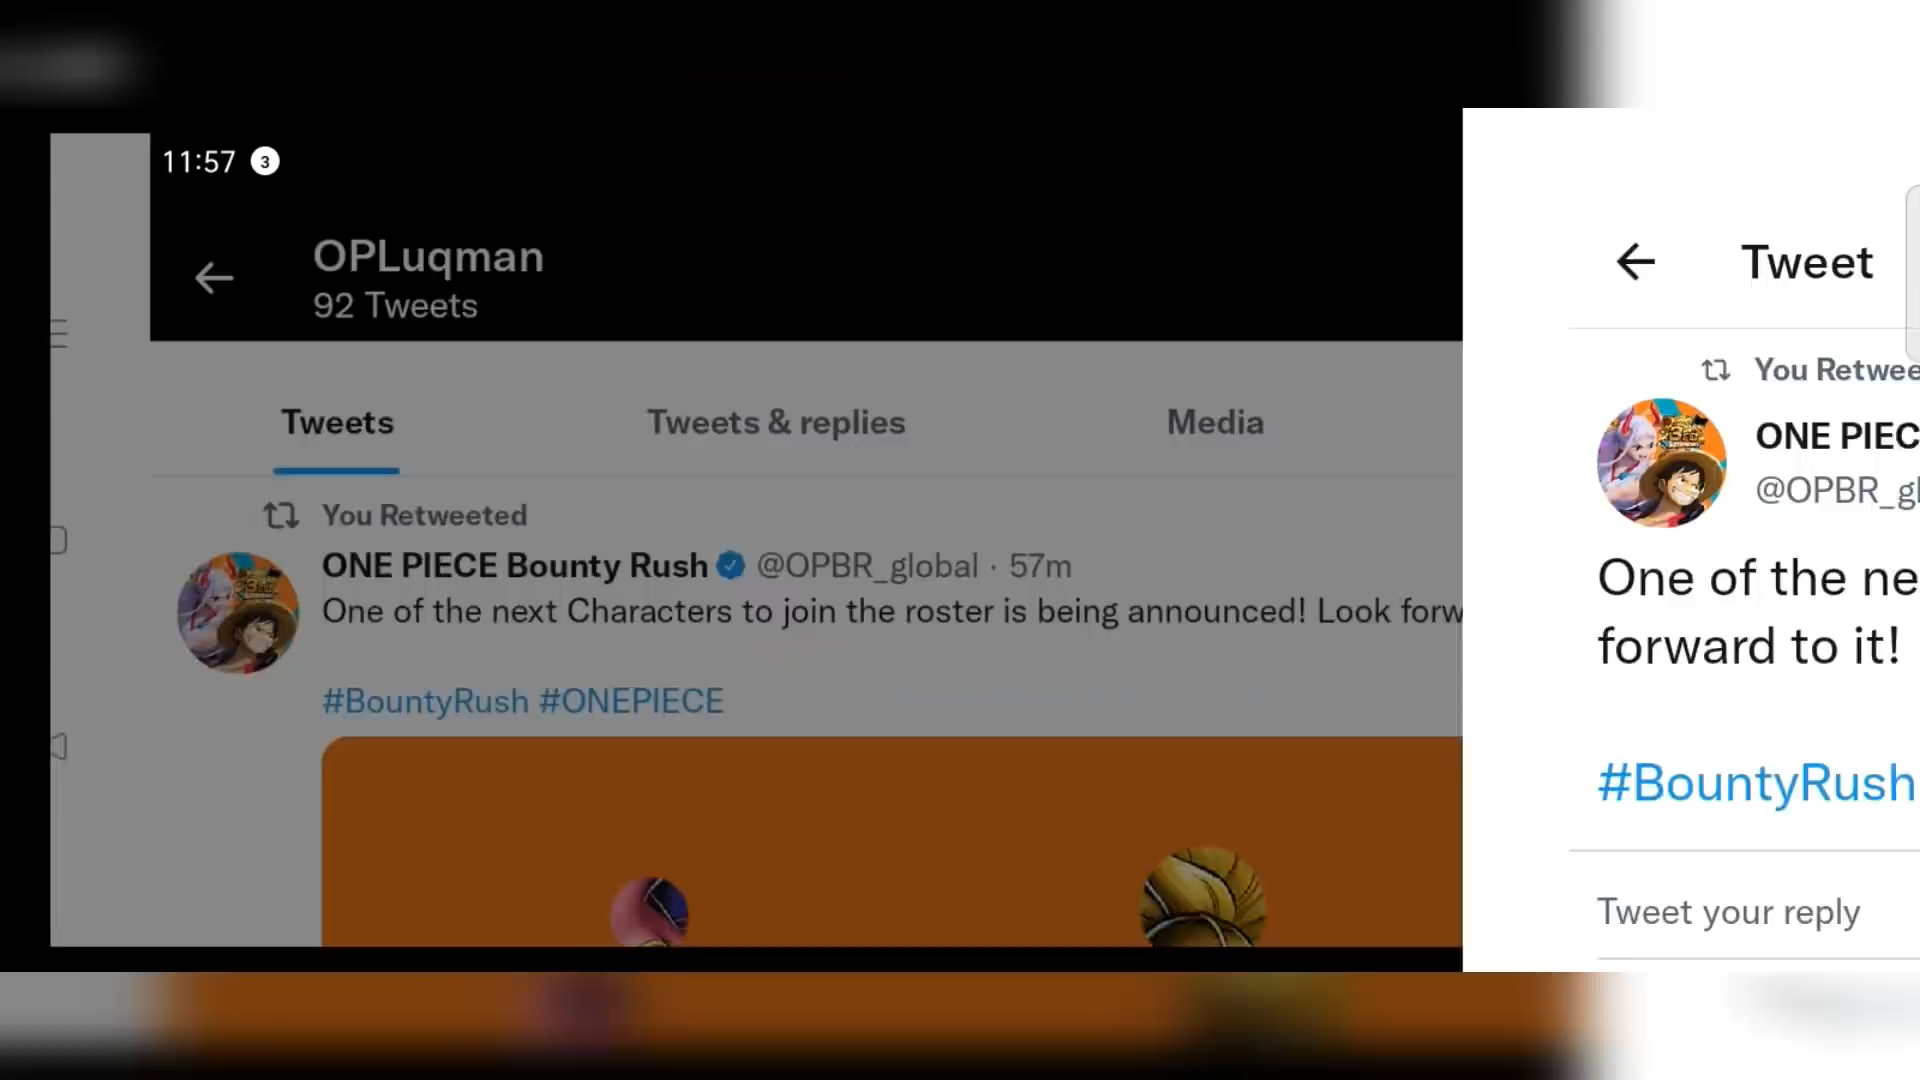 11:57 3
OPLuqman
92 Tweets
Tweets Tweets & replies Media
You Retweeted
ONE PIECE Bounty Rush @OPBR_global · 57m
One of the next Characters to join the roster is being announced! Look forw
#BountyRush #ONEPIECE
Tweet
You Retwee
ONE PIEC
@OPBR_gl
One of the ne
forward to it!
#BountyRush
Tweet your reply